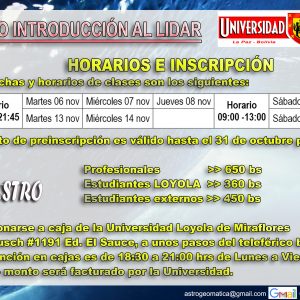 O INTRODUCCIÓN AL LIDAR
UNIVERSIDAD
La Paz - Bolivia
HORARIOS E INSCRIPCIÓN
chas y horarios de clases son los siguientes:
rio Martes 06 nov Miércoles 07 nov Jueves 08 nov Horario Sábado
21:45 Martes 13 nov Miércoles 14 nov 09:00 -13:00 Sábado
to de preinscripción es válido hasta el 31 de octubre p
Profesionales >> 650 bs
Estudiantes LOYOLA >> 360 bs
Estudiantes externos >> 450 bs
STRO
onarse a caja de la Universidad Loyola de Miraflores
usch #1191 Ed. El Sauce, a unos pasos del teleférico B
nción en cajas es de 18:30 a 21:00 hrs de Lunes a Vie
monto será facturado por la Universidad.
astrogeomatica@gmail.com Gmail